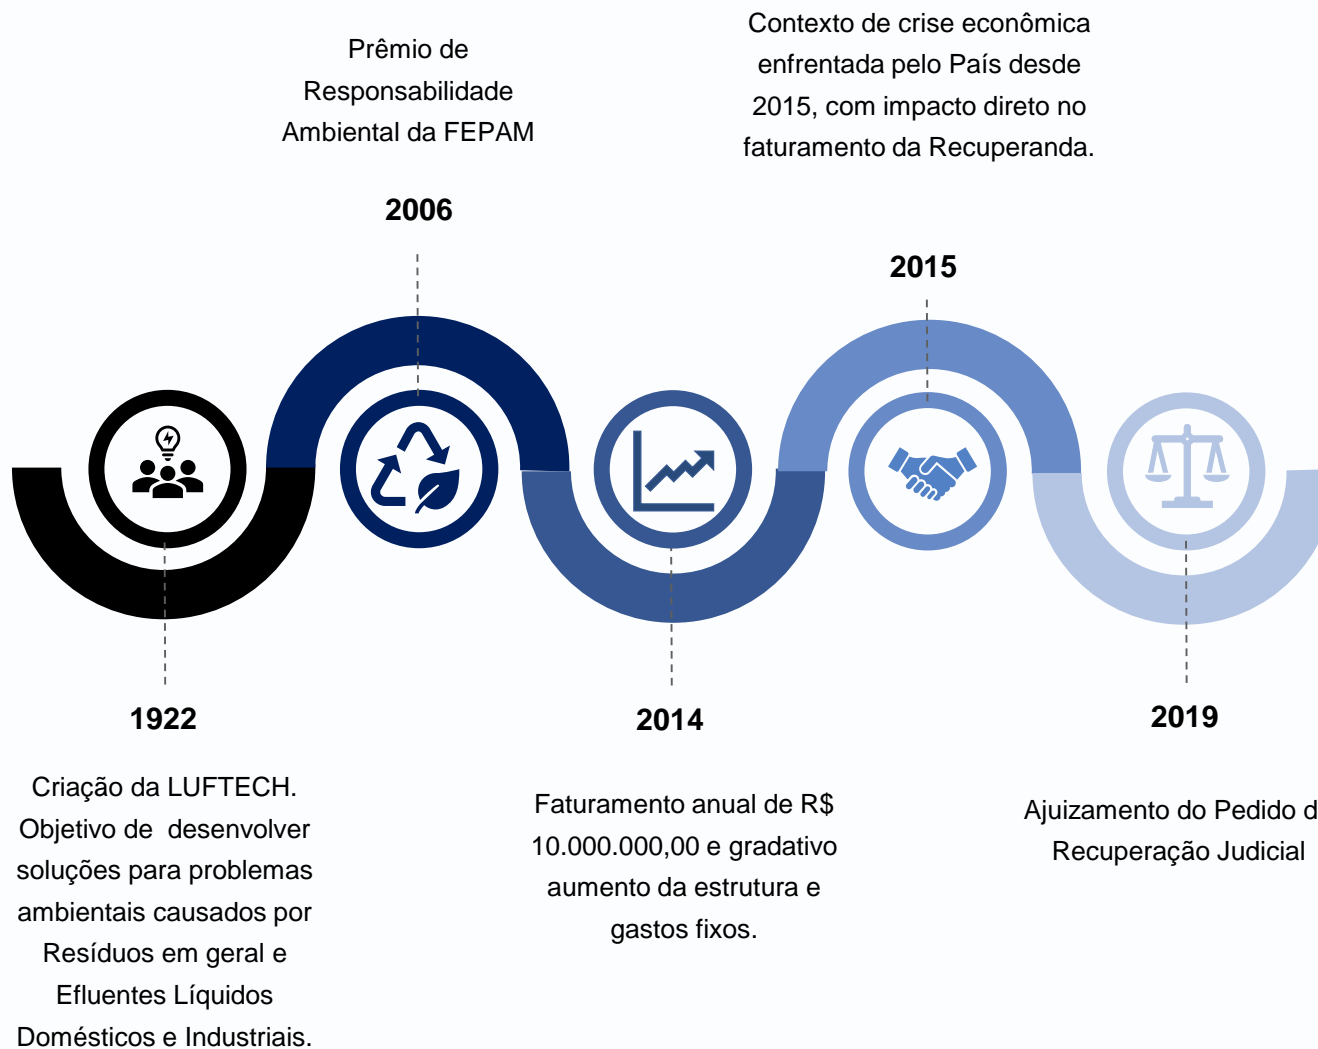 Prêmio de
Responsabilidade
Ambiental da FEPAM
2006
Contexto de crise econômica
enfrentada pelo País desde
2015, com impacto direto no
faturamento da Recuperanda.
2015
1922
Criação da LUFTECH.
Objetivo de desenvolver
soluções para problemas
ambientais causados por
Resíduos em geral e
Efluentes Líquidos
Domésticos e Industriais.
2014
Faturamento anual de R$
10.000.000,00 e gradativo
aumento da estrutura e
gastos fixos.
2019
Ajuizamento do Pedido d
Recuperação Judicial